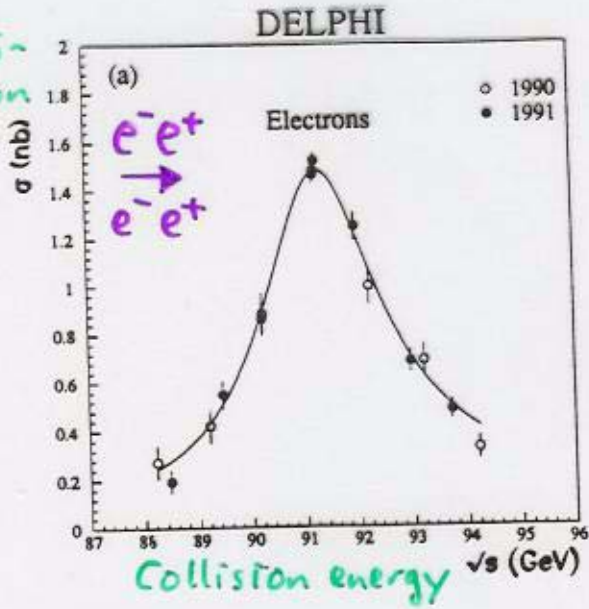 DELPHI
(a)
1990
1991
Electrons
e⁻e⁺
→
e⁻e⁺
σ (nb)
2
1.8
1.6
1.4
1.2
1
0.8
0.6
0.4
0.2
0
87 88 89 90 91 92 93 94 95 96
√s (GeV)
Collision energy